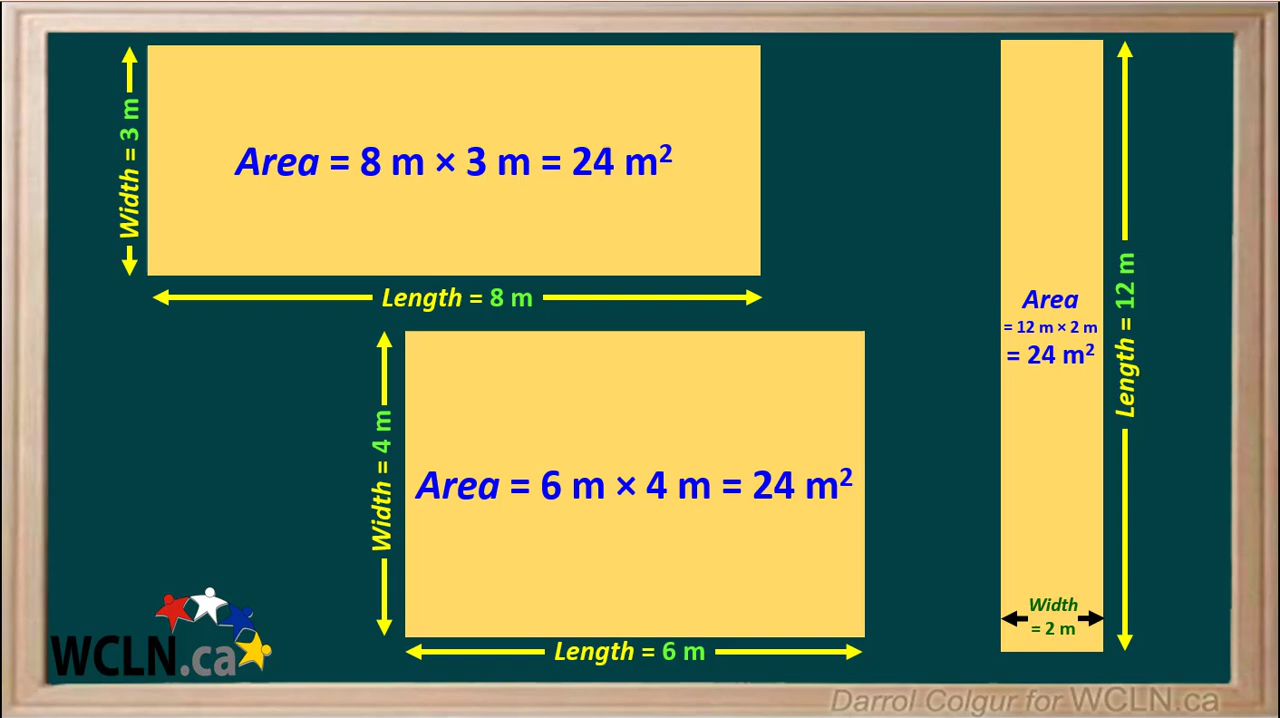 Width = 3 m
Area = 8 m × 3 m = 24 m²
Length = 8 m
Width = 4 m
Area = 6 m × 4 m = 24 m²
Length = 6 m
Area
= 12 m × 2 m
= 24 m²
Length = 12 m
Width
= 2 m
WCLN.ca
Darrol Colgur for WCLN.ca